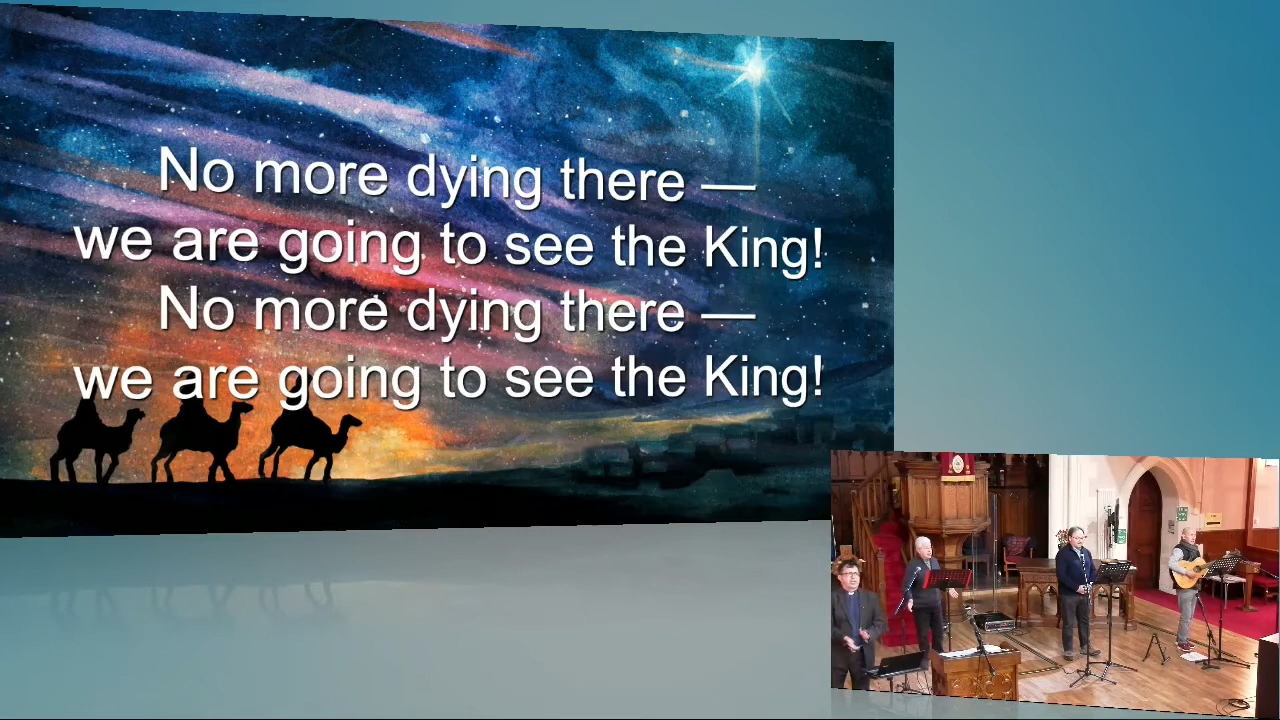 No more dying there —
we are going to see the King!
No more dying there —
we are going to see the King!